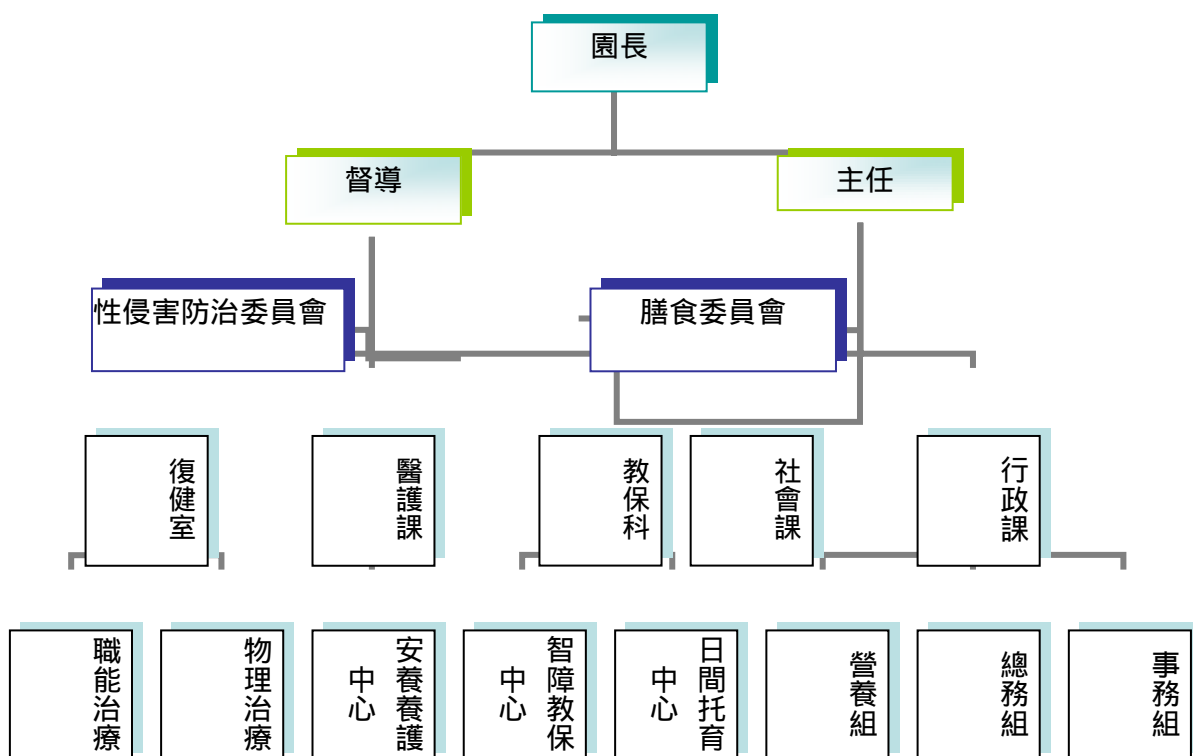 園長
督導
主任
性侵害防治委員會
膳食委員會
復健室
醫護課
教保科
社會課
行政課
職能治療
物理治療
安養養護
中心
智障教保
中心
日間托育
中心
營養組
總務組
事務組